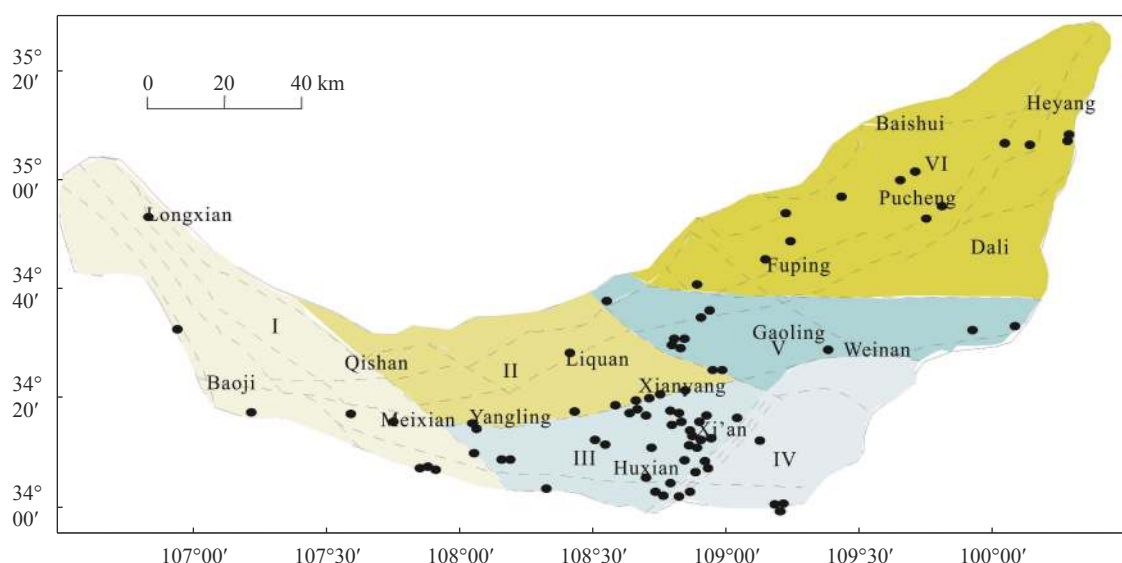 35°
20′
35°
00′
34°
40′
34°
20′
34°
00′
0 20 40 km
Heyang
Baishui
VI
Pucheng
Longxian
Dali
Fuping
I
Gaoling
V
Weinan
Qishan
II
Liquan
Baoji
Xianyang
Meixian
Yangling
Xi’an
III
IV
Huxian
107°00′ 107°30′ 108°00′ 108°30′ 109°00′ 109°30′ 100°00′